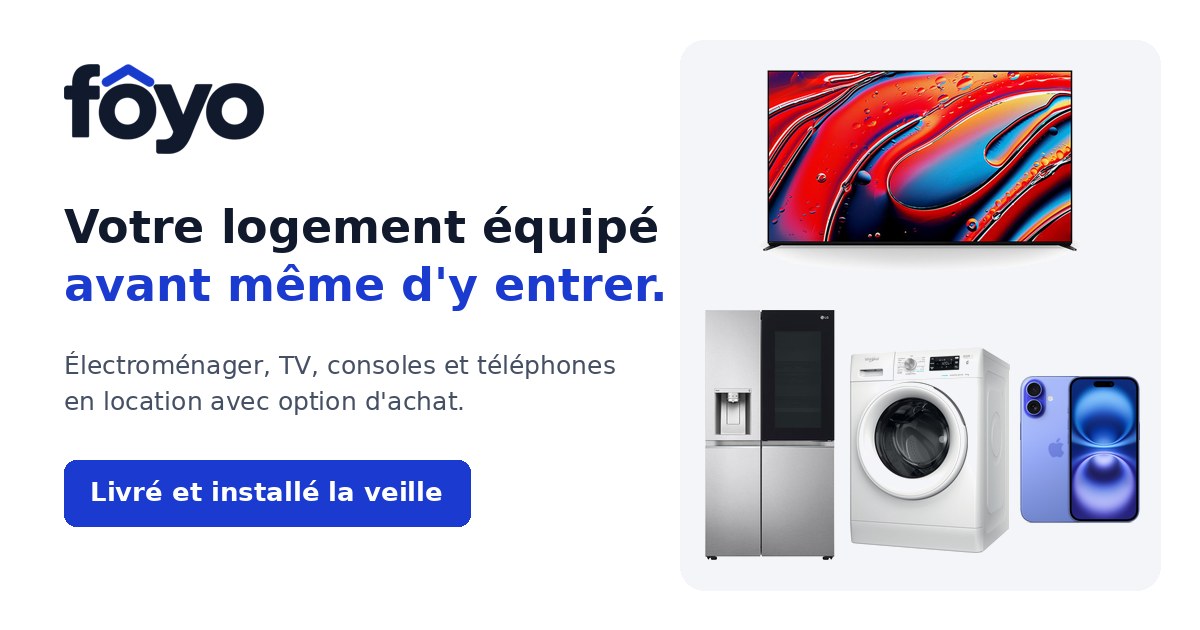 fôyo
Votre logement équipé
avant même d'y entrer.
Électroménager, TV, consoles et téléphones
en location avec option d'achat.
Livré et installé la veille
LG